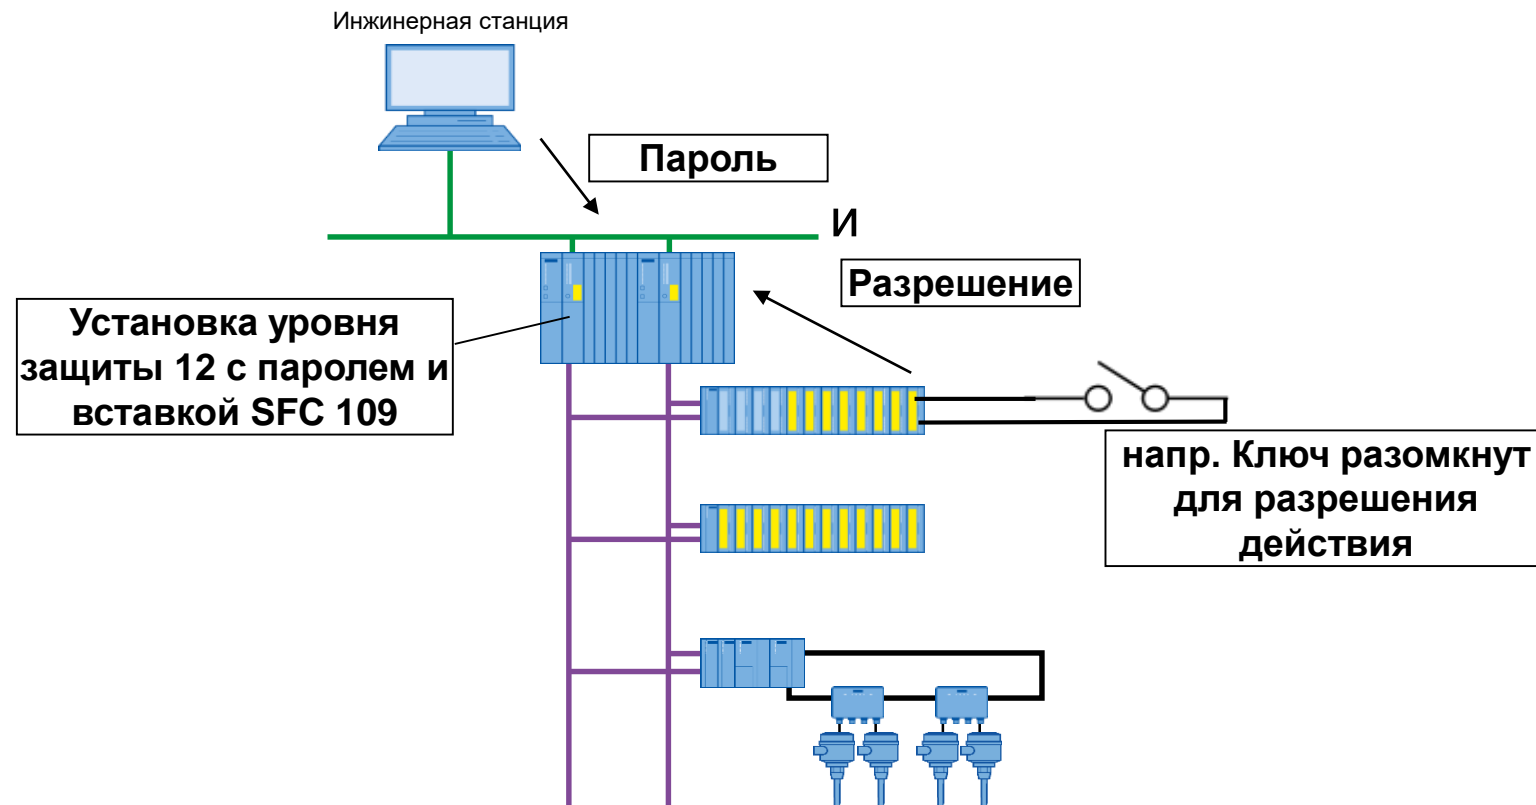 Инжинерная станция
Пароль
И
Разрешение
Установка уровня
защиты 12 с паролем и
вставкой SFC 109
напр. Ключ разомкнут
для разрешения
действия